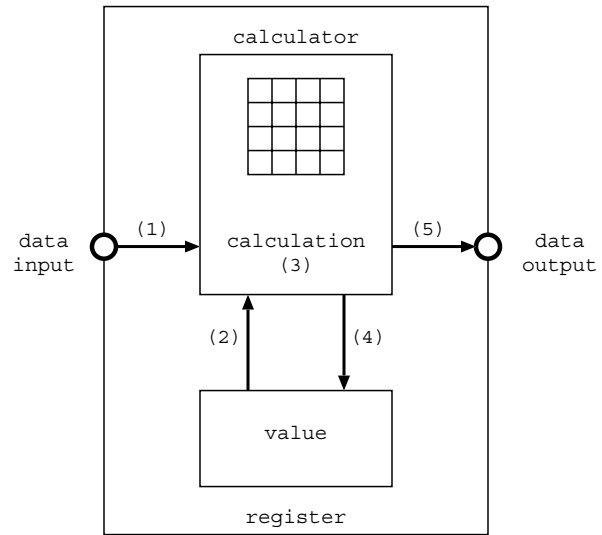 calculator
(1)
(5)
data
input
calculation
(3)
data
output
(2)
(4)
value
register